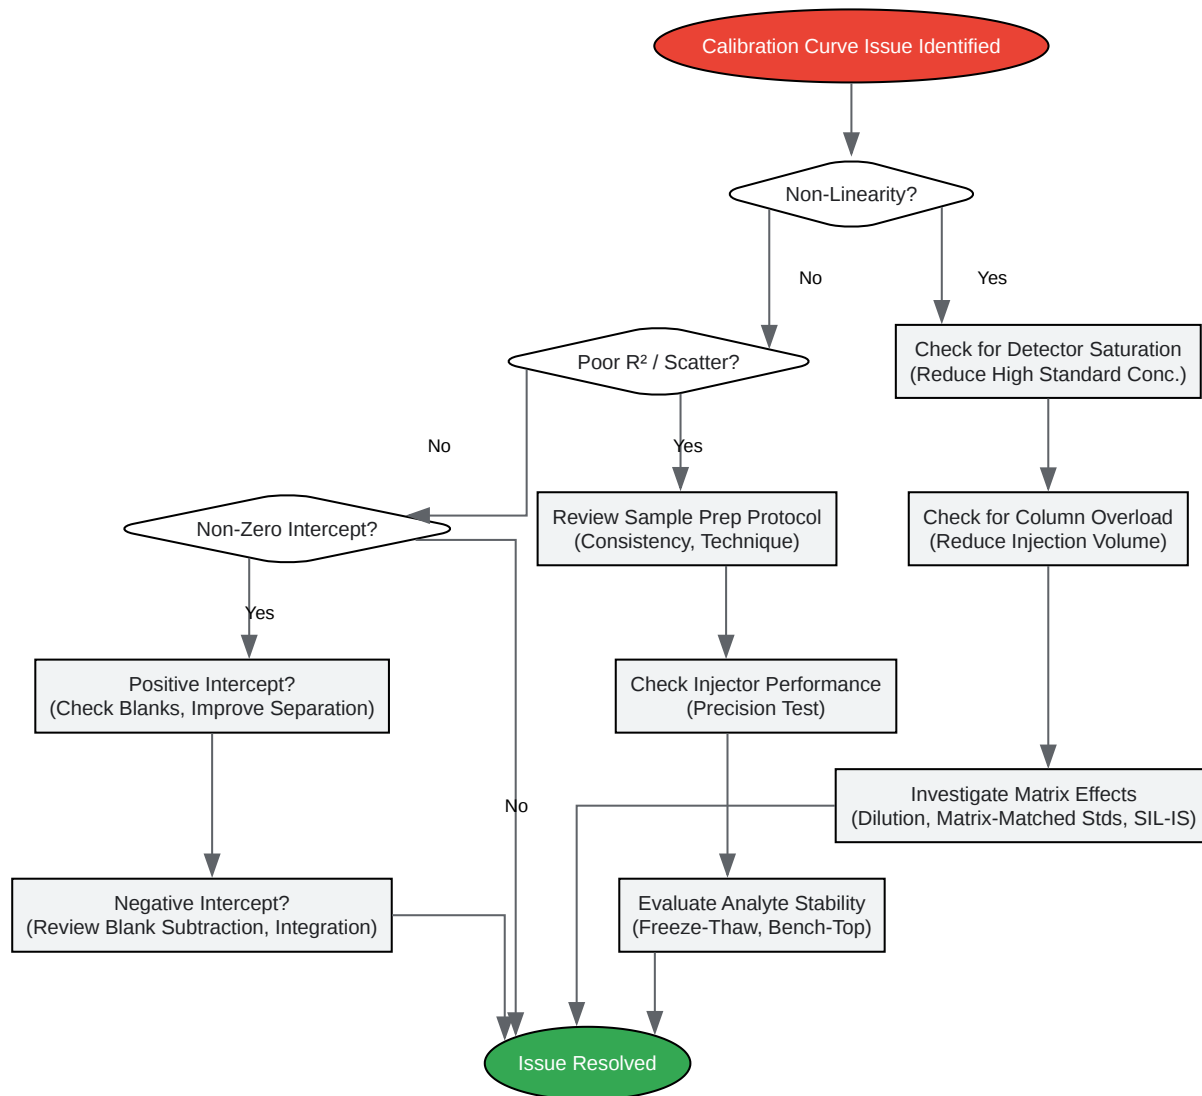 Calibration Curve Issue Identified
Non-Linearity?
No
Yes
Poor R² / Scatter?
Check for Detector Saturation
(Reduce High Standard Conc.)
No
Yes
Non-Zero Intercept?
Review Sample Prep Protocol
(Consistency, Technique)
Check for Column Overload
(Reduce Injection Volume)
Yes
Positive Intercept?
(Check Blanks, Improve Separation)
Check Injector Performance
(Precision Test)
No
Investigate Matrix Effects
(Dilution, Matrix-Matched Stds, SIL-IS)
Negative Intercept?
(Review Blank Subtraction, Integration)
Evaluate Analyte Stability
(Freeze-Thaw, Bench-Top)
Issue Resolved